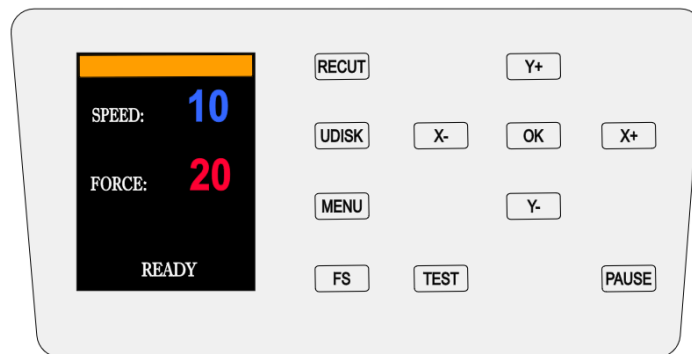 SPEED: 10
FORCE: 20
READY
RECUT
Y+
UDISK
X-
OK
X+
MENU
Y-
FS
TEST
PAUSE